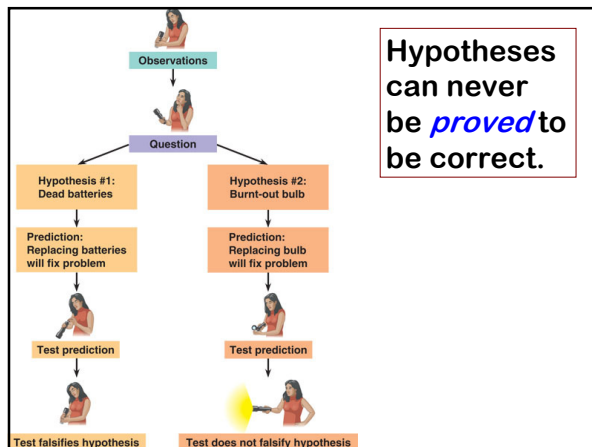 Observations
Question
Hypothesis #1:
Dead batteries
Prediction:
Replacing batteries
will fix problem
Test prediction
Test falsifies hypothesis
Hypothesis #2:
Burnt-out bulb
Prediction:
Replacing bulb
will fix problem
Test prediction
Test does not falsify hypothesis
Hypotheses
can never
be proved to
be correct.